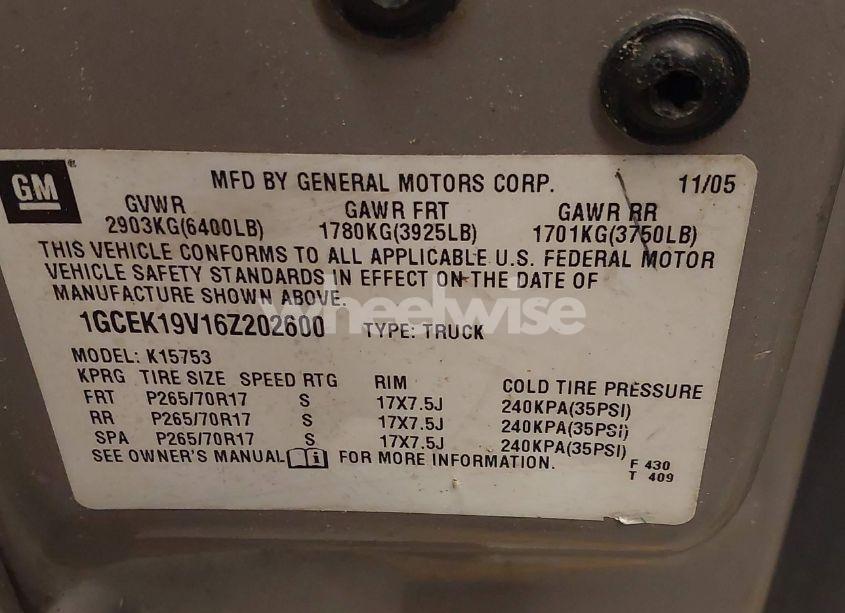 GM
MFD BY GENERAL MOTORS CORP. 11/05
GVWR GAWR FRT GAWR RR
2903KG(6400LB) 1780KG(3925LB) 1701KG(3750LB)
THIS VEHICLE CONFORMS TO ALL APPLICABLE U.S. FEDERAL MOTOR
VEHICLE SAFETY STANDARDS IN EFFECT ON THE DATE OF
MANUFACTURE SHOWN ABOVE.
wheelwise
1GCEK19V16Z202600 TYPE: TRUCK
MODEL: K15753
KPRG TIRE SIZE SPEED RTG RIM COLD TIRE PRESSURE
FRT P265/70R17 S 17X7.5J 240KPA(35PSI)
RR P265/70R17 S 17X7.5J 240KPA(35PSI)
SPA P265/70R17 S 17X7.5J 240KPA(35PSI)
SEE OWNER'S MANUAL i FOR MORE INFORMATION.
F 430
T 409